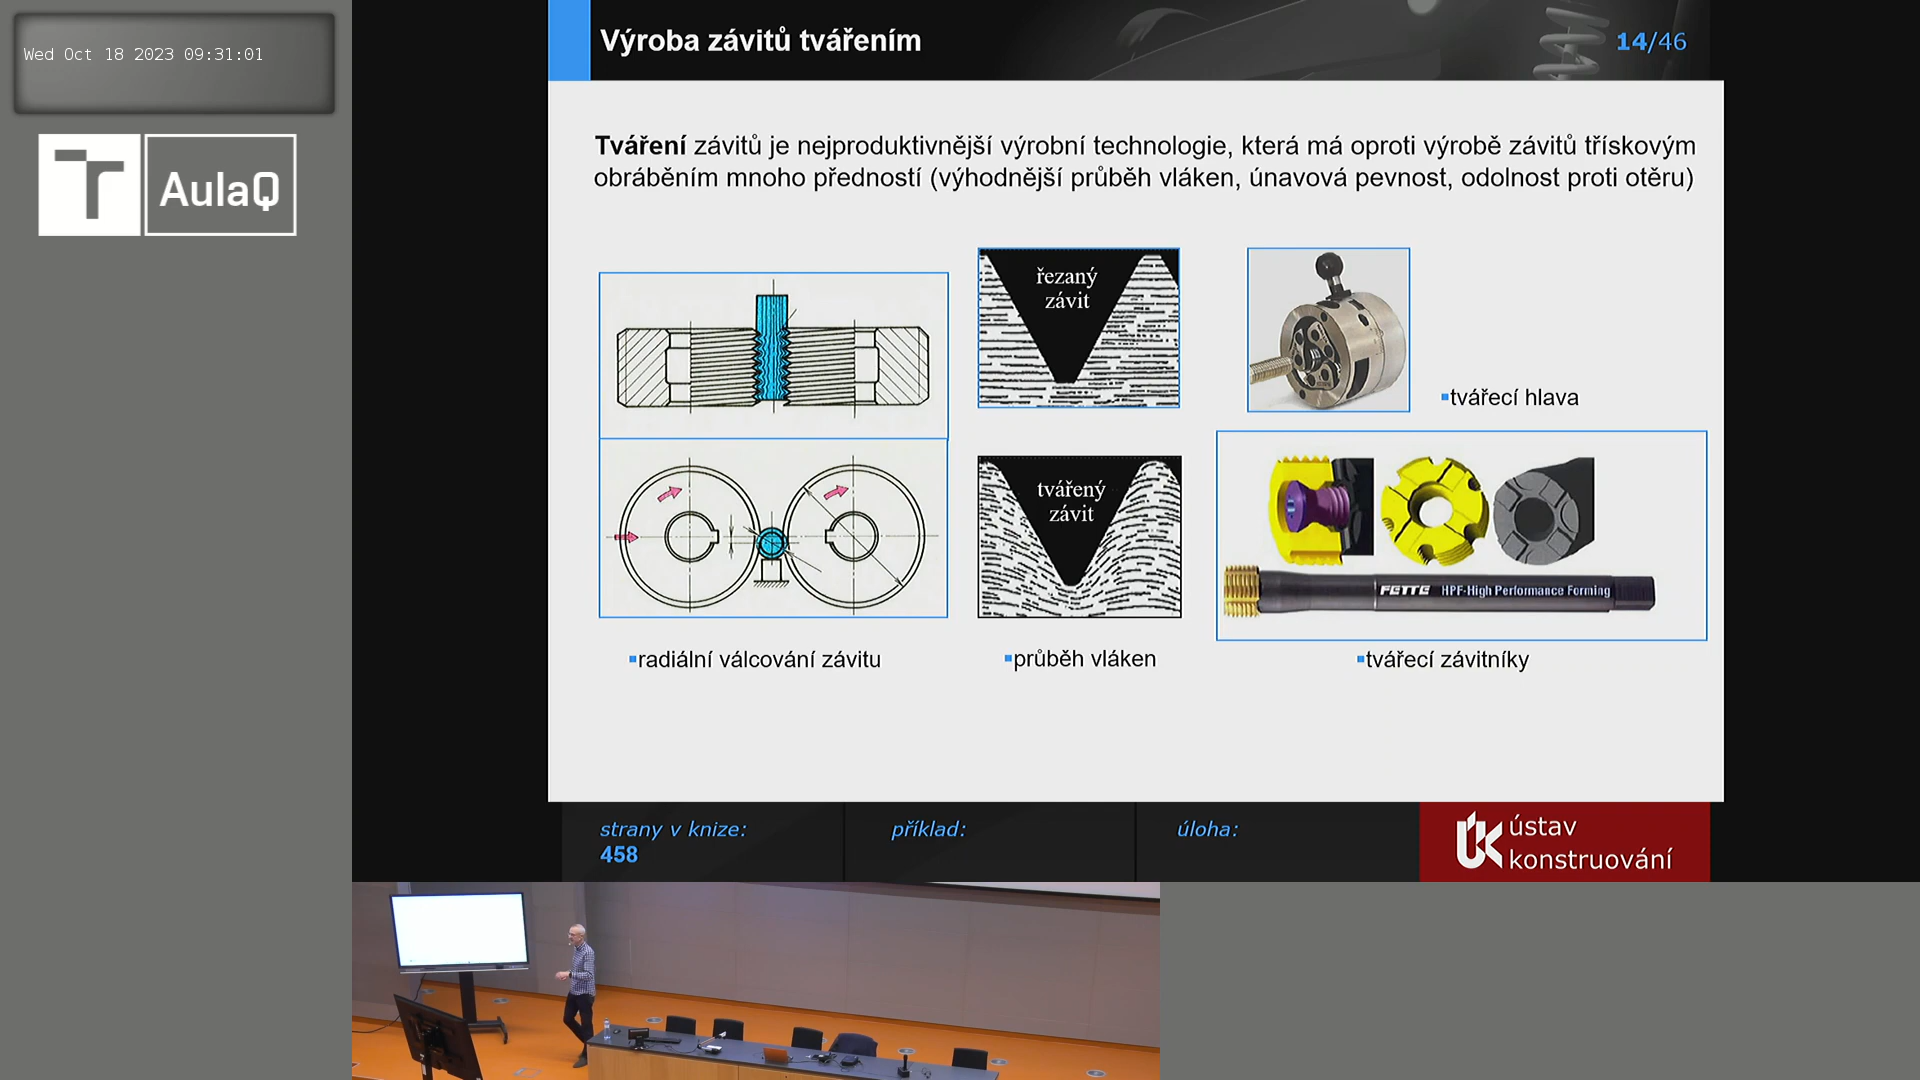 Wed Oct 18 2023 09:31:01
AulaQ
Výroba závitů tvářením
14/46
Tváření závitů je nejproduktivnější výrobní technologie, která má oproti výrobě závitů třískovým
obráběním mnoho předností (výhodnější průběh vláken, únavová pevnost, odolnost proti otěru)
řezaný
závit
▪tvářecí hlava
tvářený
závit
FETTE HPF-High Performance Forming
▪radiální válcování závitu
▪průběh vláken
▪tvářecí závitníky
strany v knize:
458
příklad:
úloha:
ústav
konstruování